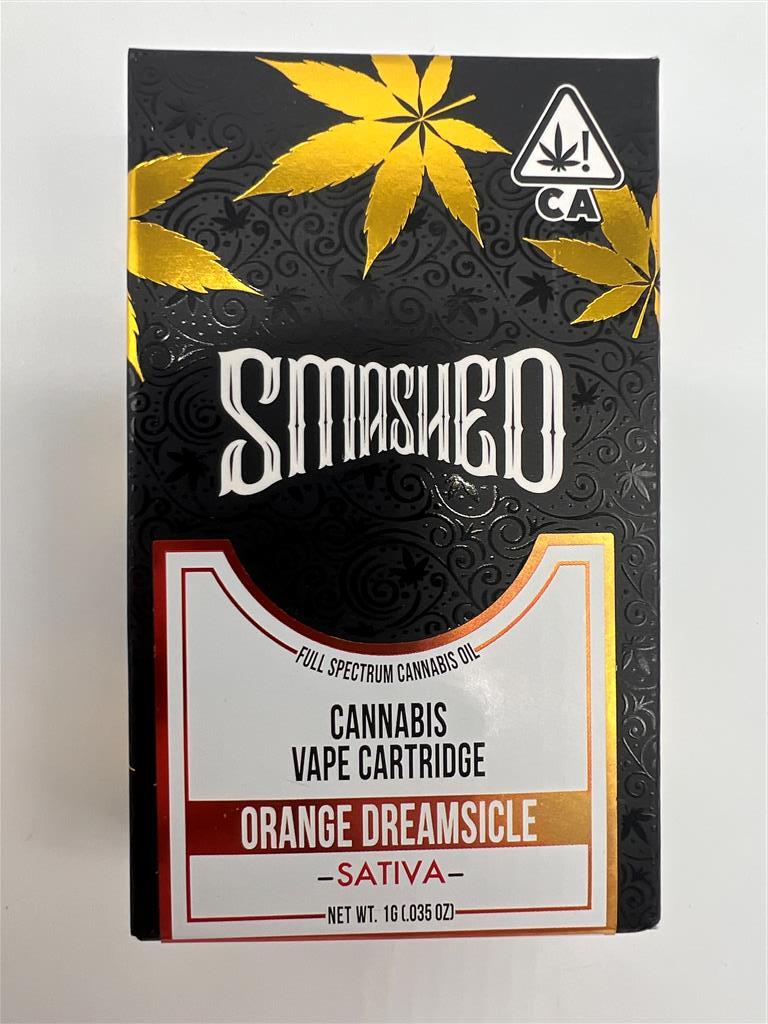 !
CA
SMASHED
FULL SPECTRUM CANNABIS OIL
CANNABIS
VAPE CARTRIDGE
ORANGE DREAMSICLE
–SATIVA–
NET WT. 1G (.035 OZ)